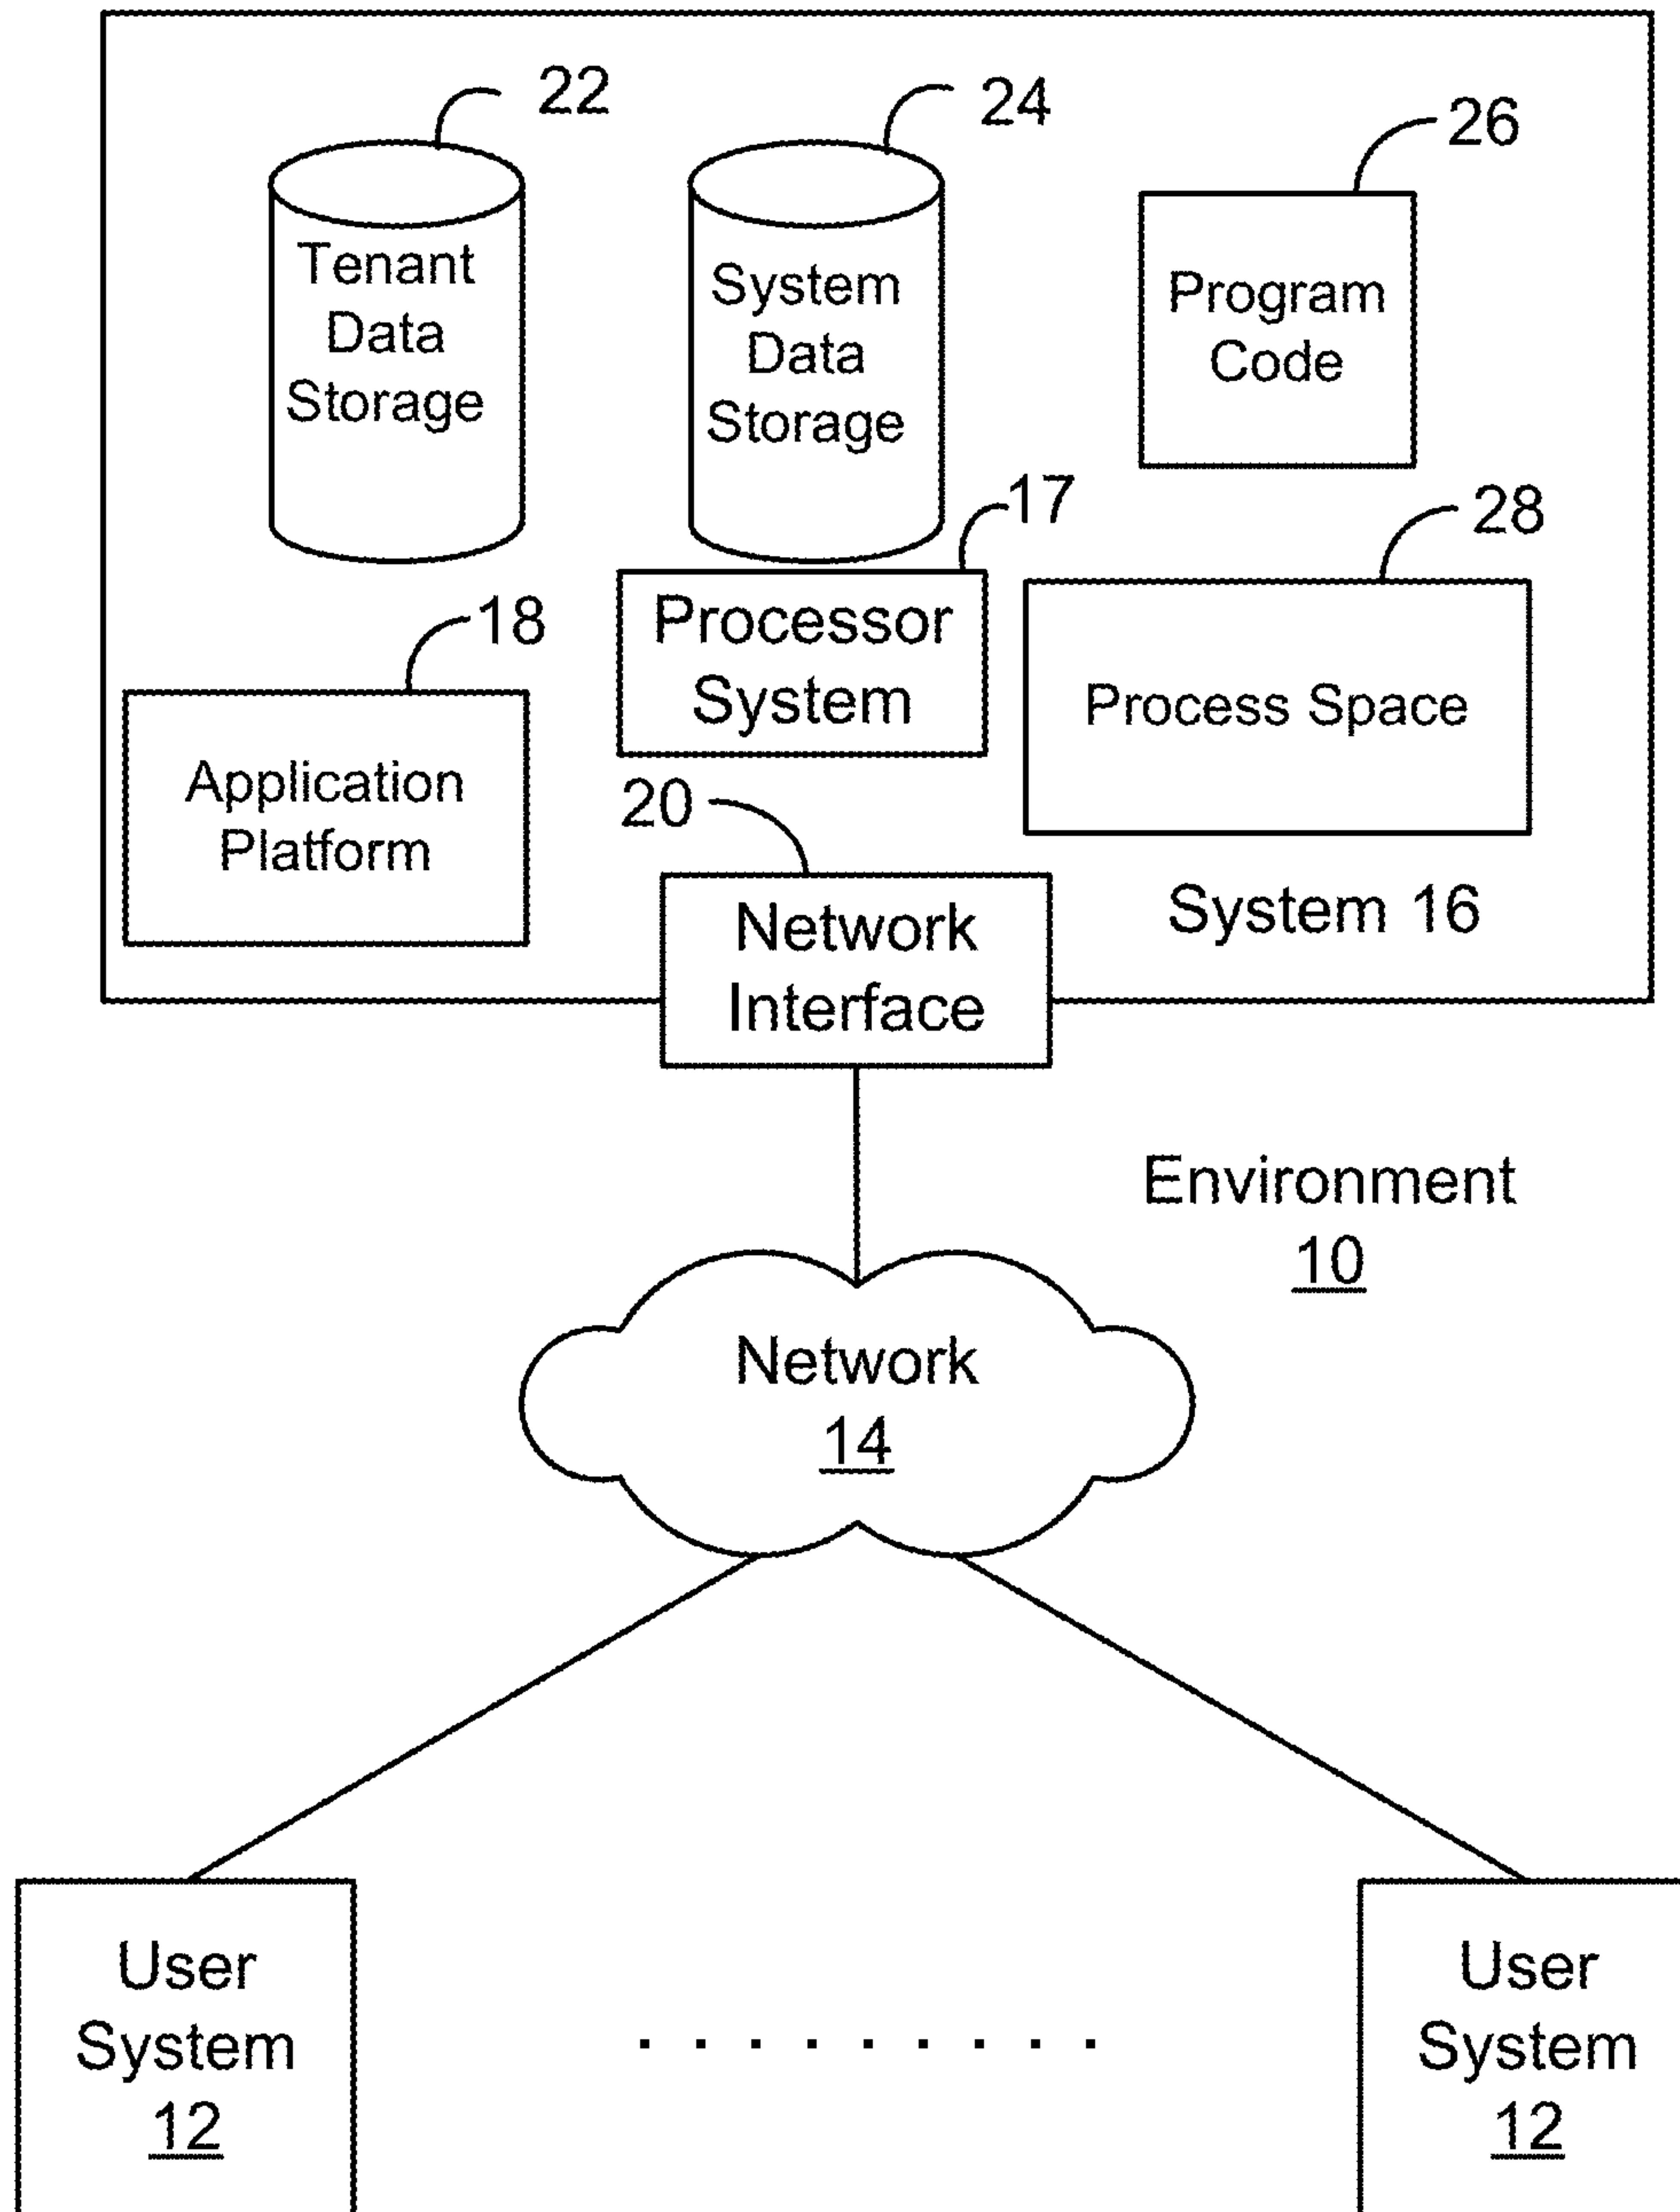 22
24
26
Tenant
Data
Storage
System
Data
Storage
Program
Code
17
28
18
Processor
System
Process Space
Application
Platform
20
Network
Interface
System 16
Environment
10
Network
14
User
System
12
User
System
12